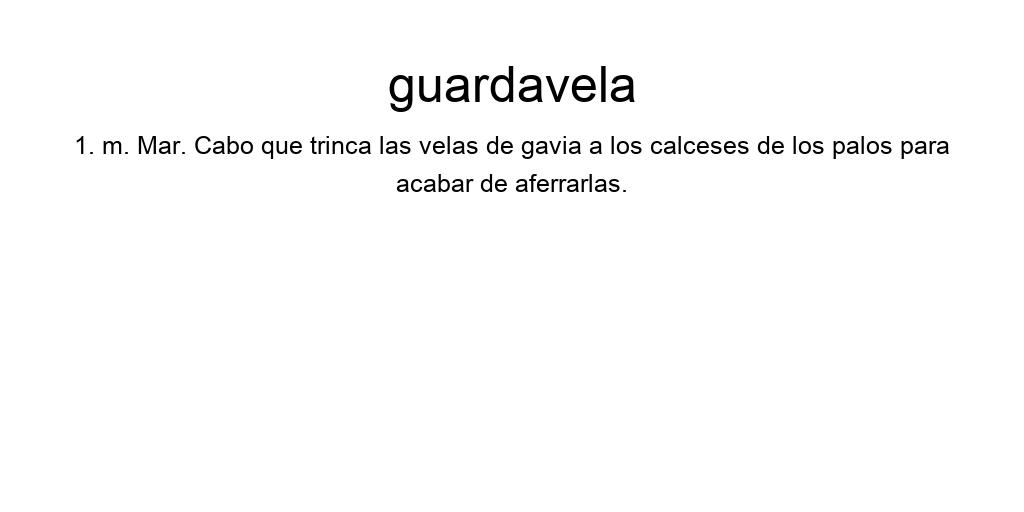 guardavela
1. m. Mar. Cabo que trinca las velas de gavia a los calceses de los palos para
acabar de aferrarlas.